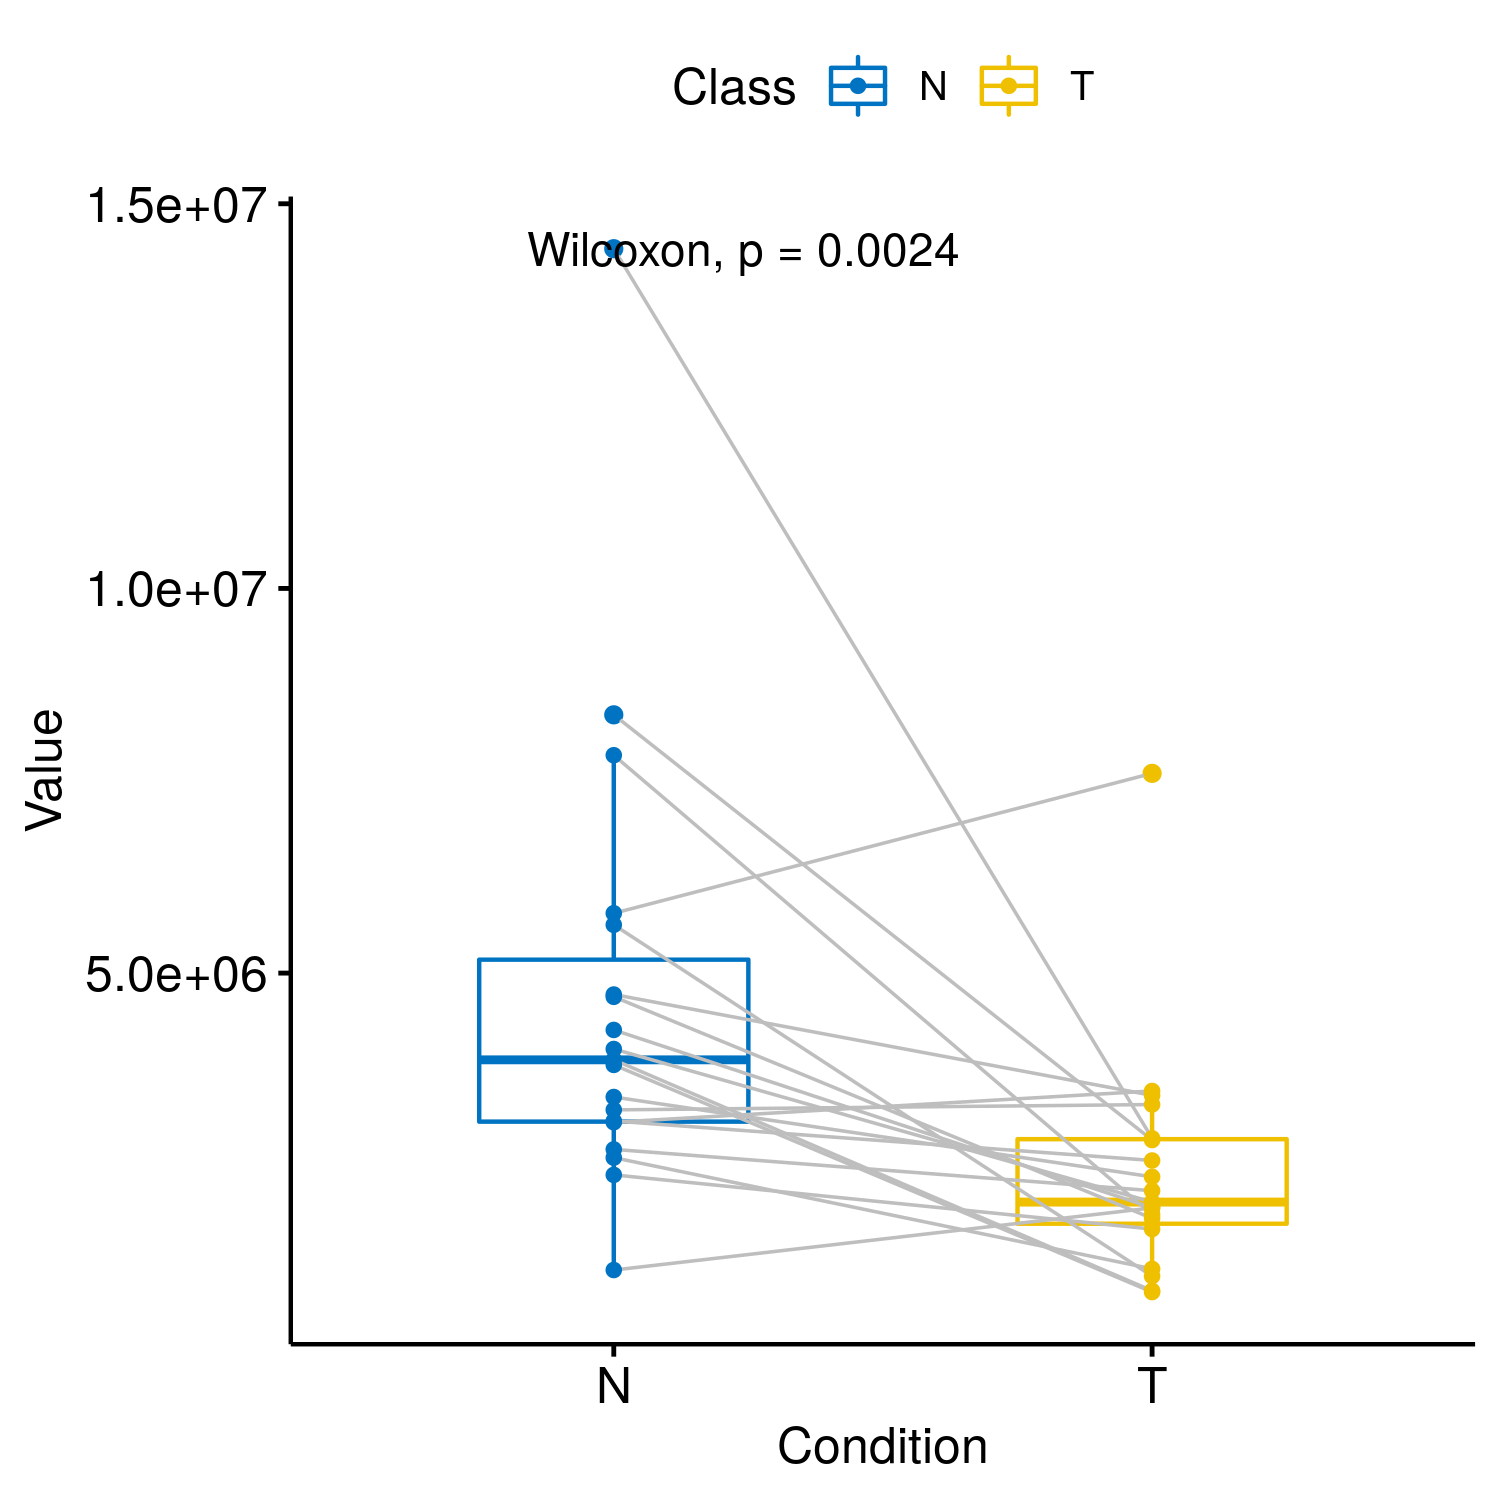 Class N T
1.5e+07
Wilcoxon, p = 0.0024
1.0e+07
5.0e+06
Value
N T
Condition